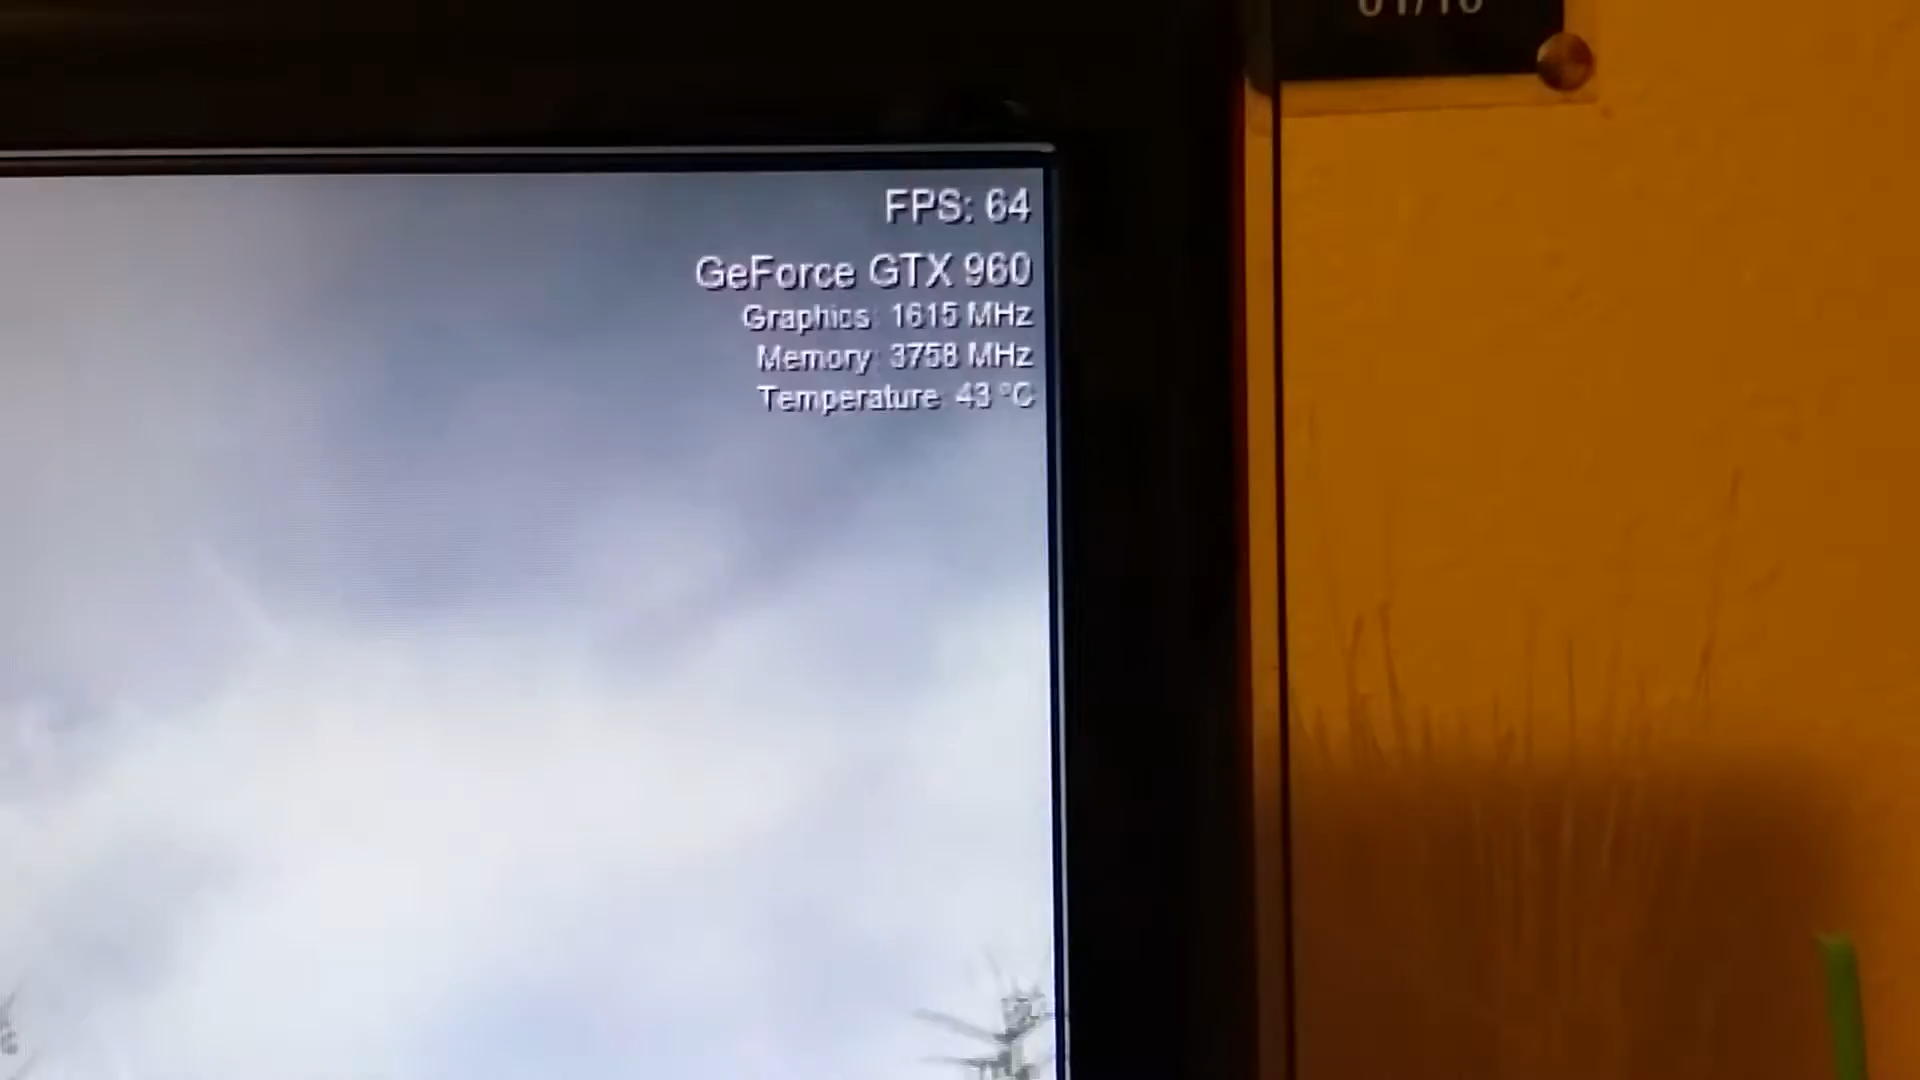 FPS: 64
GeForce GTX 960
Graphics: 1615 MHz
Memory: 3758 MHz
Temperature: 43 °C